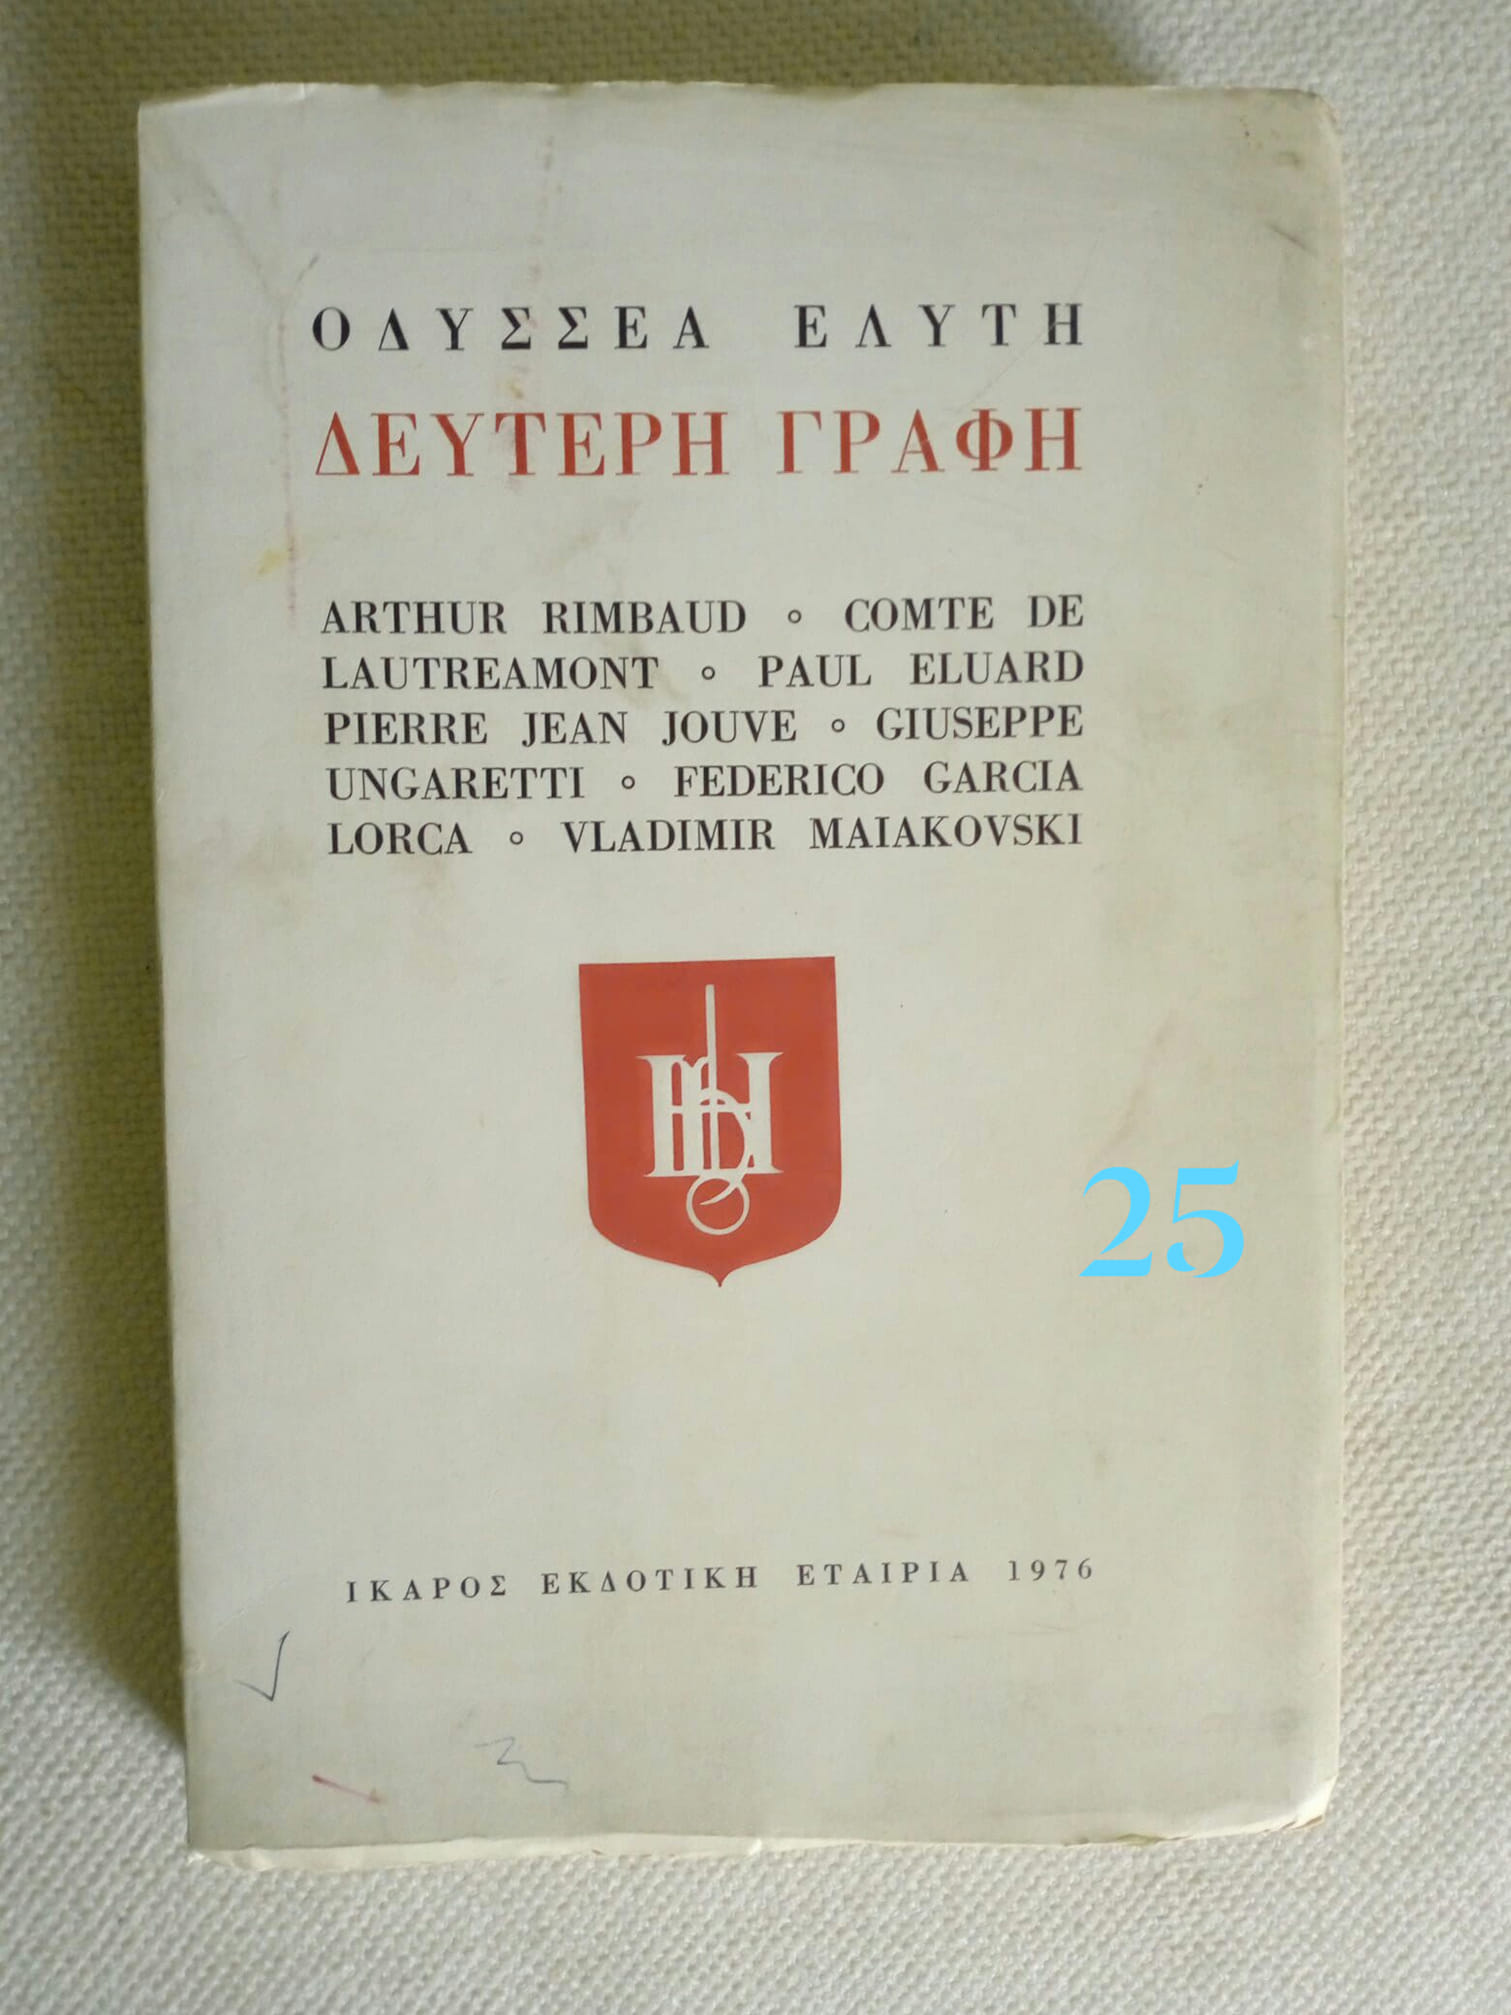 ΟΔΥΣΣΕΑ ΕΛΥΤΗ
ΔΕΥΤΕΡΗ ΓΡΑΦΗ
ARTHUR RIMBAUD ∘ COMTE DE
LAUTREAMONT ∘ PAUL ELUARD
PIERRE JEAN JOUVE ∘ GIUSEPPE
UNGARETTI ∘ FEDERICO GARCIA
LORCA ∘ VLADIMIR MAIAKOVSKI
25
ΙΚΑΡΟΣ ΕΚΔΟΤΙΚΗ ΕΤΑΙΡΙΑ 1976